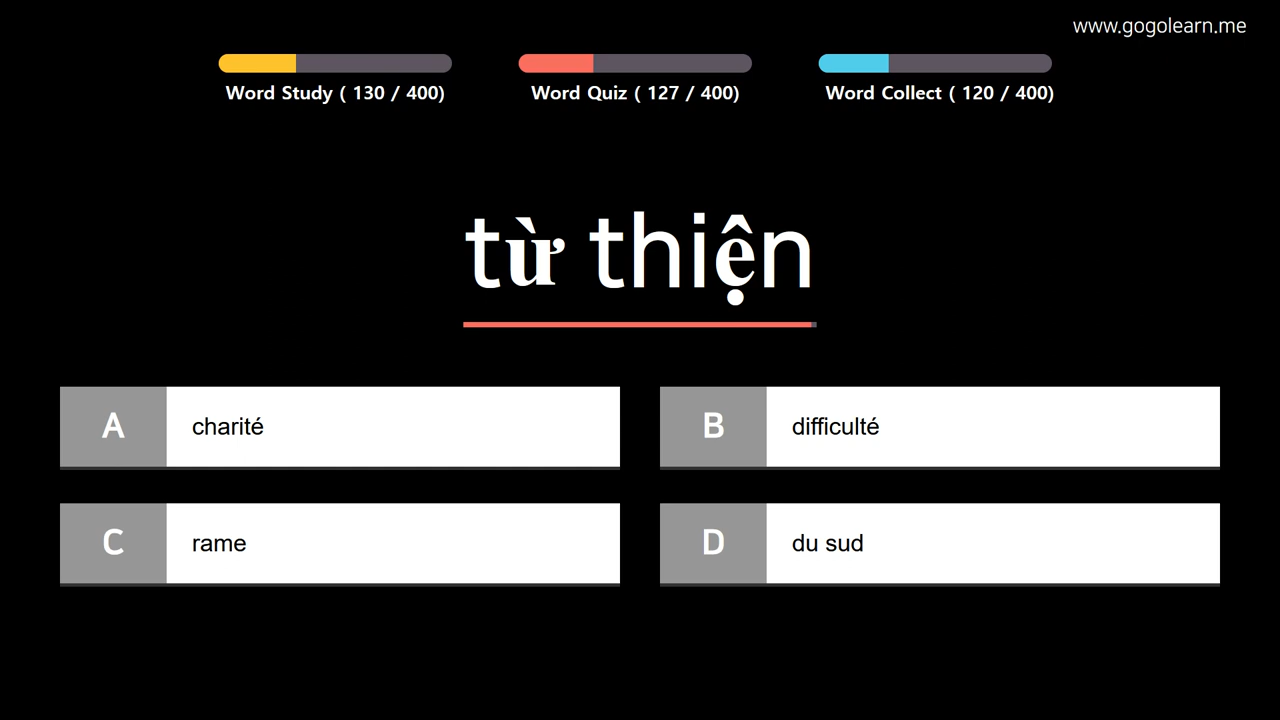 www.gogolearn.me
Word Study ( 130 / 400)
Word Quiz ( 127 / 400)
Word Collect ( 120 / 400)
từ thiện
A charité
B difficulté
C rame
D du sud